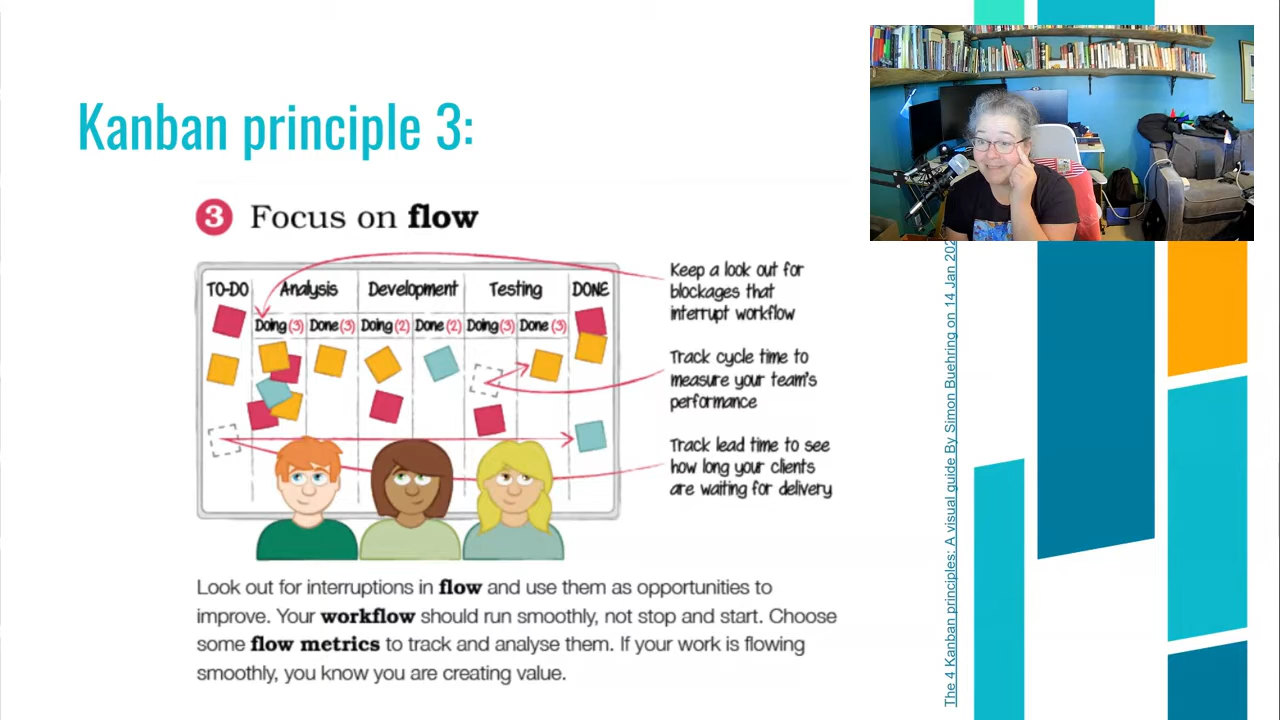 Kanban principle 3:
3 Focus on flow
TO-DO Analysis Development Testing DONE
Doing (3) Done (3) Doing (2) Done (2) Doing (3) Done (3)
Keep a look out for
blockages that
interrupt workflow
Track cycle time to
measure your team's
performance
Track lead time to see
how long your clients
are waiting for delivery
Look out for interruptions in flow and use them as opportunities to
improve. Your workflow should run smoothly, not stop and start. Choose
some flow metrics to track and analyse them. If your work is flowing
smoothly, you know you are creating value.
The 4 Kanban principles: A visual guide By Simon Buehring on 14 Jan 202